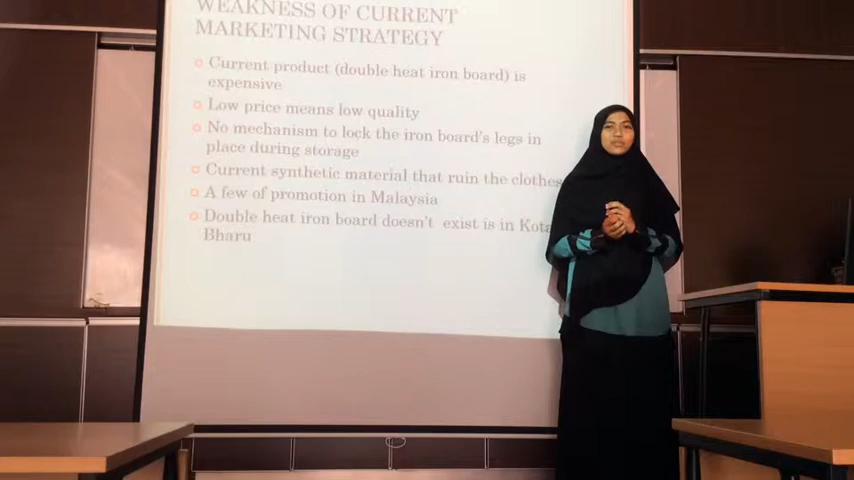 WEAKNESS OF CURRENT
MARKETING STRATEGY
Current product (double heat iron board) is
expensive
Low price means low quality
No mechanism to lock the iron board's legs in
place during storage
Current synthetic material that ruin the clothes
A few of promotion in Malaysia
Double heat iron board doesn't exist is in Kota
Bharu